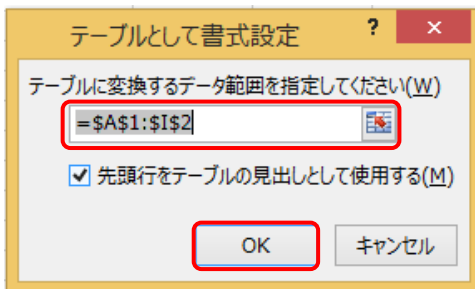 テーブルとして書式設定 ? ×
テーブルに変換するデータ範囲を指定してください(W)
=$A$1:$I$2
先頭行をテーブルの見出しとして使用する(M)
OK キャンセル